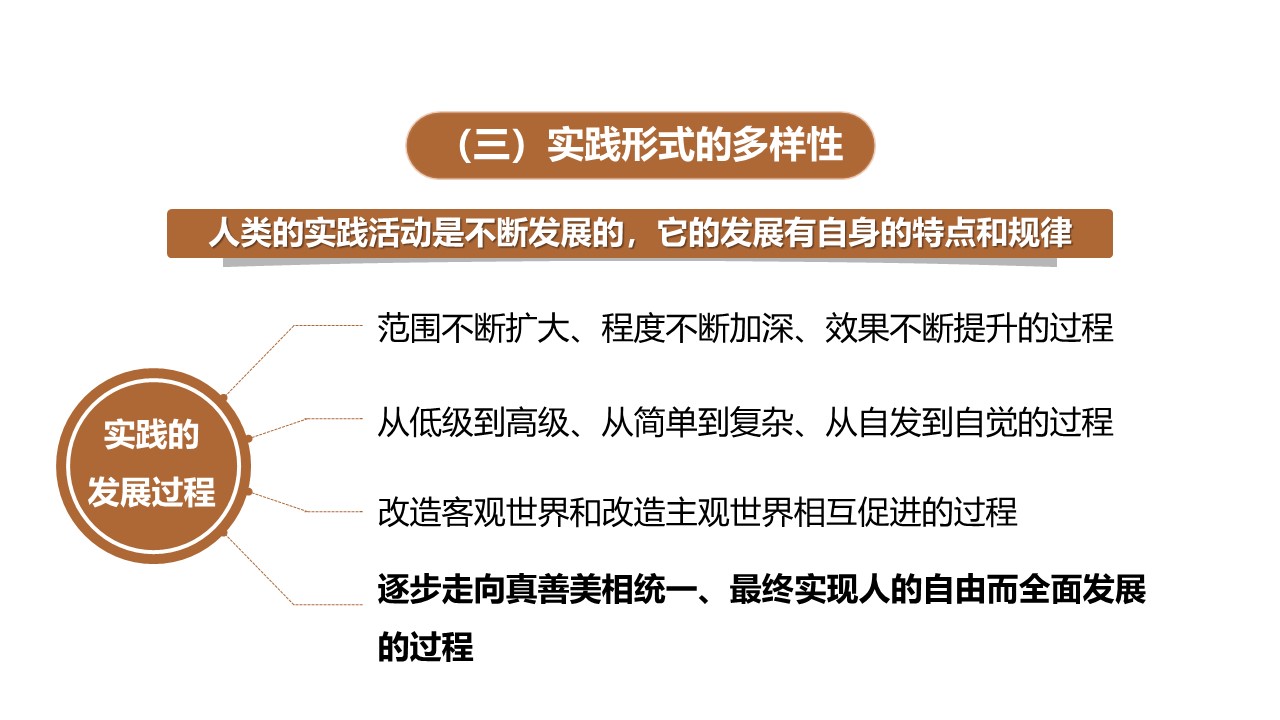 （三）实践形式的多样性
人类的实践活动是不断发展的，它的发展有自身的特点和规律
实践的
发展过程
范围不断扩大、程度不断加深、效果不断提升的过程
从低级到高级、从简单到复杂、从自发到自觉的过程
改造客观世界和改造主观世界相互促进的过程
逐步走向真善美相统一、最终实现人的自由而全面发展
的过程